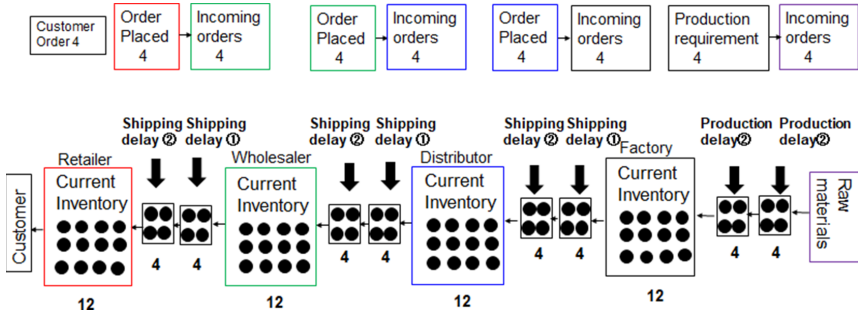 Customer
Order 4
Order
Placed
4
Incoming
orders
4
Order
Placed
4
Incoming
orders
4
Order
Placed
4
Incoming
orders
4
Production
requirement
4
Incoming
orders
4
Shipping
delay ②
Shipping
delay ①
Shipping
delay ②
Shipping
delay ①
Shipping
delay ②
Shipping
delay ①
Production
delay②
Production
delay②
Retailer
Wholesaler
Distributor
Factory
Customer
Current
Inventory
12
4
4
Current
Inventory
12
4
4
Current
Inventory
12
4
4
Current
Inventory
12
4
4
Raw
materials